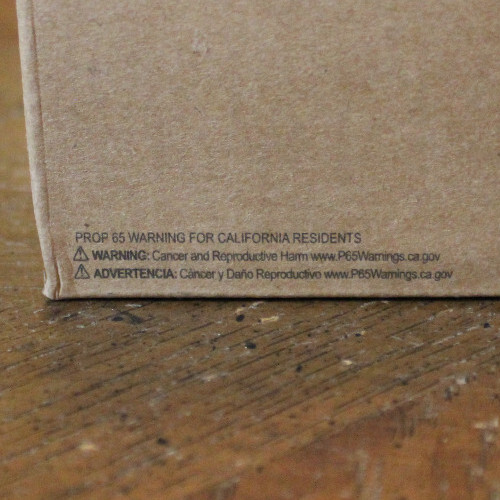 PROP 65 WARNING FOR CALIFORNIA RESIDENTS
⚠ WARNING: Cancer and Reproductive Harm www.P65Warnings.ca.gov
⚠ ADVERTENCIA: Cáncer y Daño Reproductivo www.P65Warnings.ca.gov